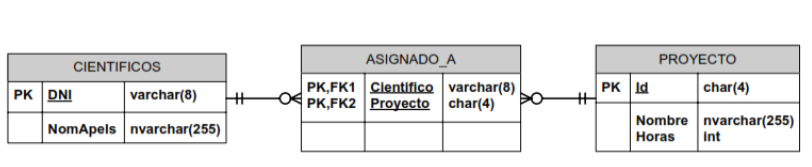 CIENTIFICOS
PK DNI varchar(8)
NomApels nvarchar(255)
ASIGNADO_A
PK,FK1 Cientifico varchar(8)
PK,FK2 Proyecto char(4)
PROYECTO
PK Id char(4)
Nombre nvarchar(255)
Horas int